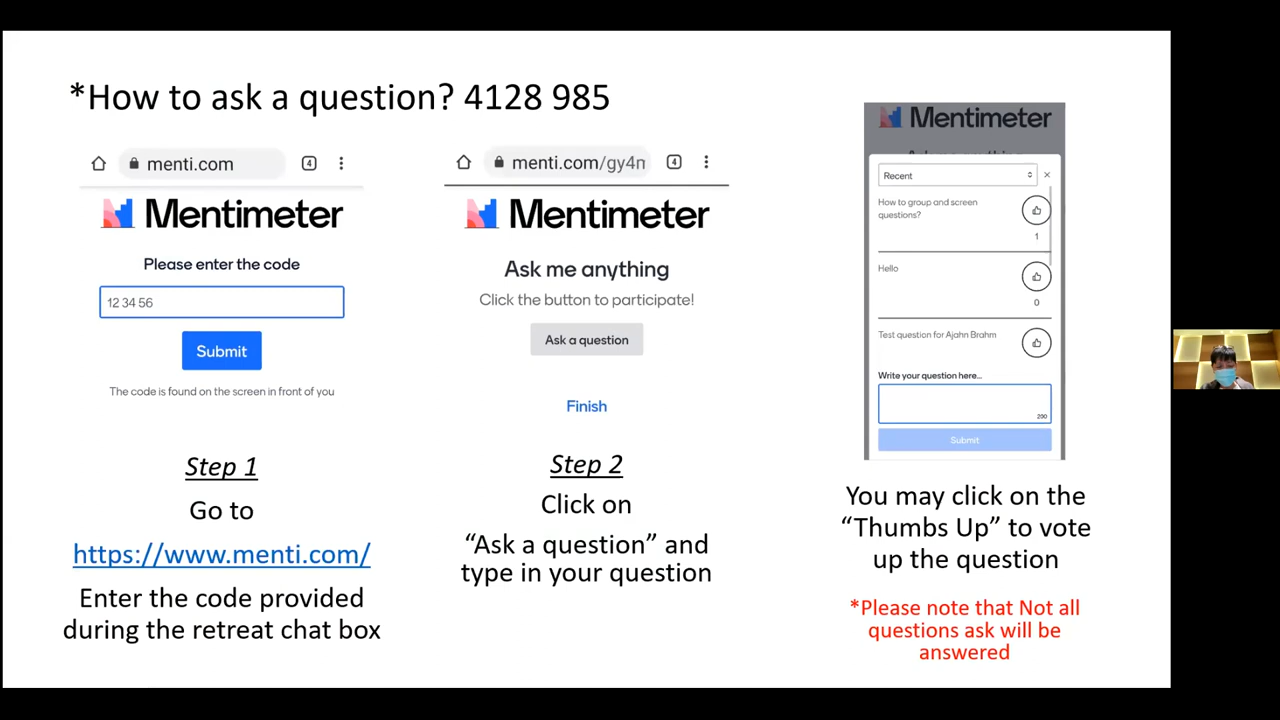 *How to ask a question? 4128 985
menti.com
4
Mentimeter
Please enter the code
12 34 56
Submit
The code is found on the screen in front of you
Step 1
Go to
https://www.menti.com/
Enter the code provided
during the retreat chat box
menti.com/gy4n
4
Mentimeter
Ask me anything
Click the button to participate!
Ask a question
Finish
Step 2
Click on
“Ask a question” and
type in your question
Mentimeter
Recent
How to group and screen
questions?
1
Hello
0
Test question for Ajahn Brahm
Write your question here...
200
Submit
You may click on the
“Thumbs Up” to vote
up the question
*Please note that Not all
questions ask will be
answered